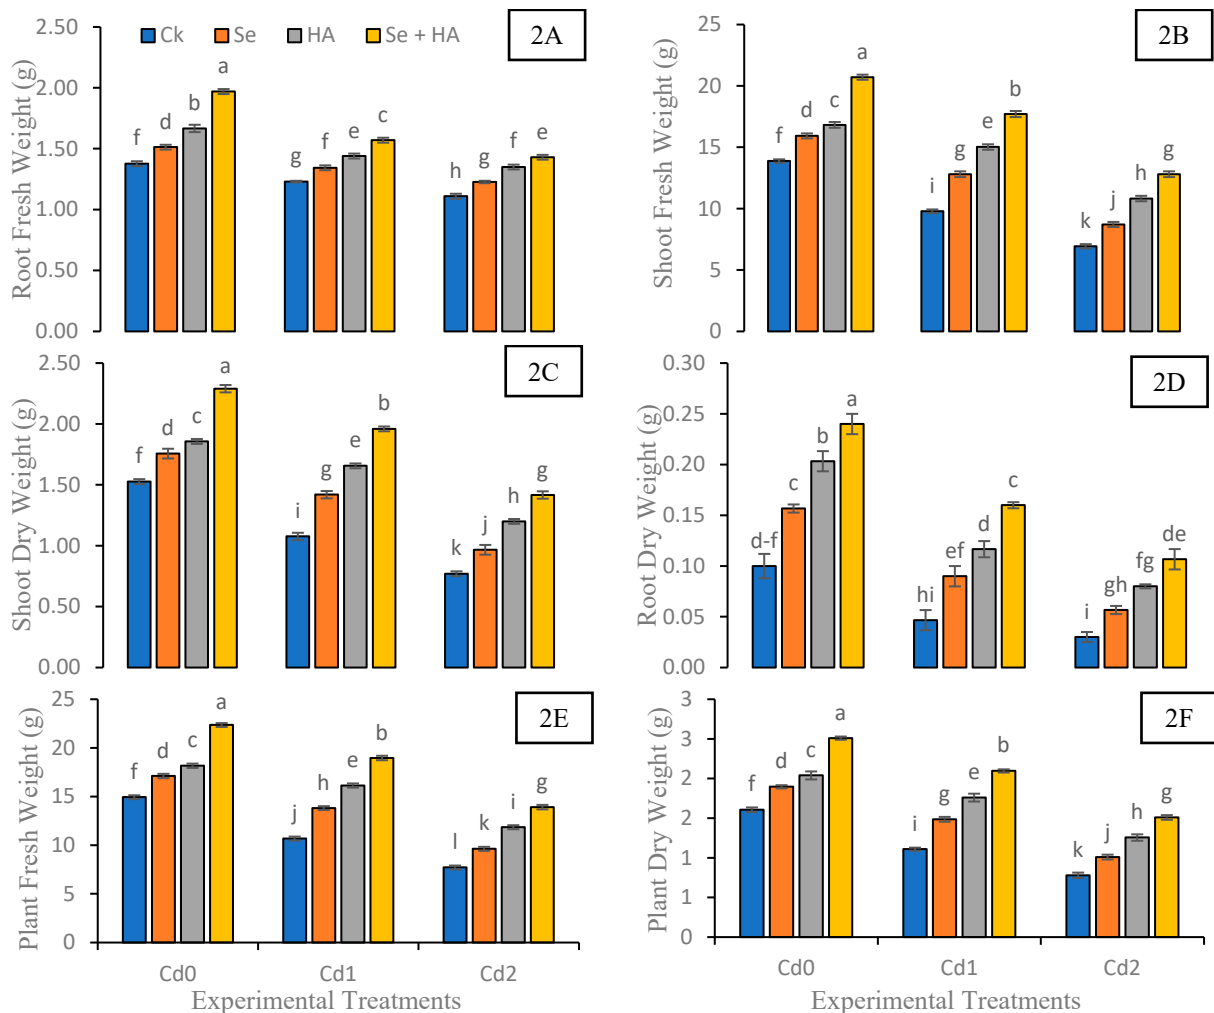 2.50
2.00
1.50
1.00
0.50
0.00
Root Fresh Weight (g)
Ck Se HA Se + HA
2A
f d b a
g f e c
h g f e
25
20
15
10
5
0
Shoot Fresh Weight (g)
2B
f d c a
i g e b
k j h g
2.50
2.00
1.50
1.00
0.50
0.00
Shoot Dry Weight (g)
2C
f d c a
i g e b
k j h g
0.30
0.25
0.20
0.15
0.10
0.05
0.00
Root Dry Weight (g)
2D
d-f c b a
hi ef d c
i gh fg de
25
20
15
10
5
0
Plant Fresh Weight (g)
2E
f d c a
j h e b
l k i g
Cd0 Cd1 Cd2
Experimental Treatments
3
3
2
2
1
1
0
Plant Dry Weight (g)
2F
f d c a
i g e b
k j h g
Cd0 Cd1 Cd2
Experimental Treatments